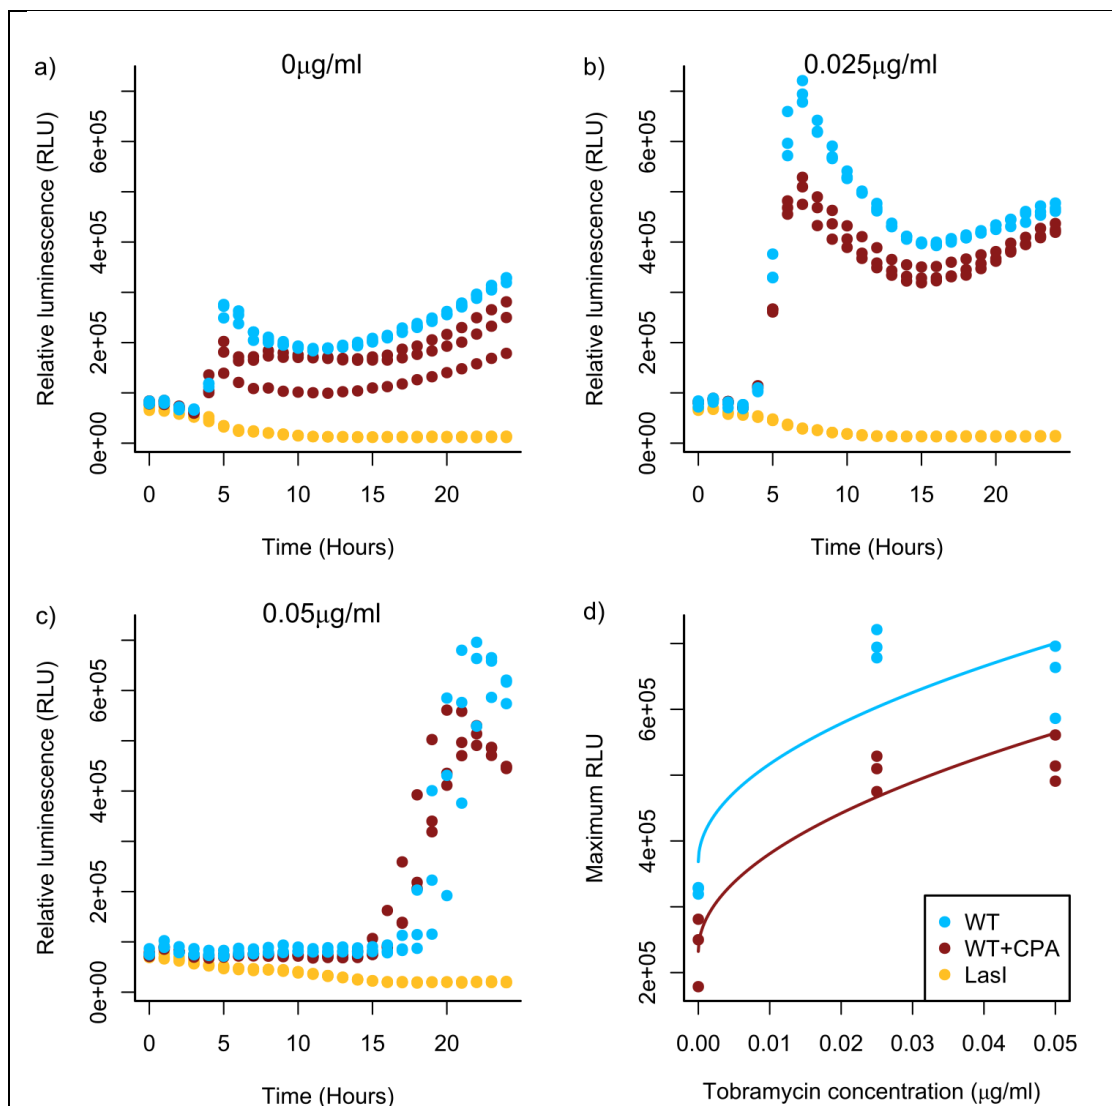 a)
0μg/ml
Relative luminescence (RLU)
0e+00 2e+05 4e+05 6e+05
0 5 10 15 20
Time (Hours)
b)
0.025μg/ml
Relative luminescence (RLU)
0e+00 2e+05 4e+05 6e+05
0 5 10 15 20
Time (Hours)
c)
0.05μg/ml
Relative luminescence (RLU)
0e+00 2e+05 4e+05 6e+05
0 5 10 15 20
Time (Hours)
d)
Maximum RLU
2e+05 4e+05 6e+05
WT
WT+CPA
LasI
0.00 0.01 0.02 0.03 0.04 0.05
Tobramycin concentration (μg/ml)